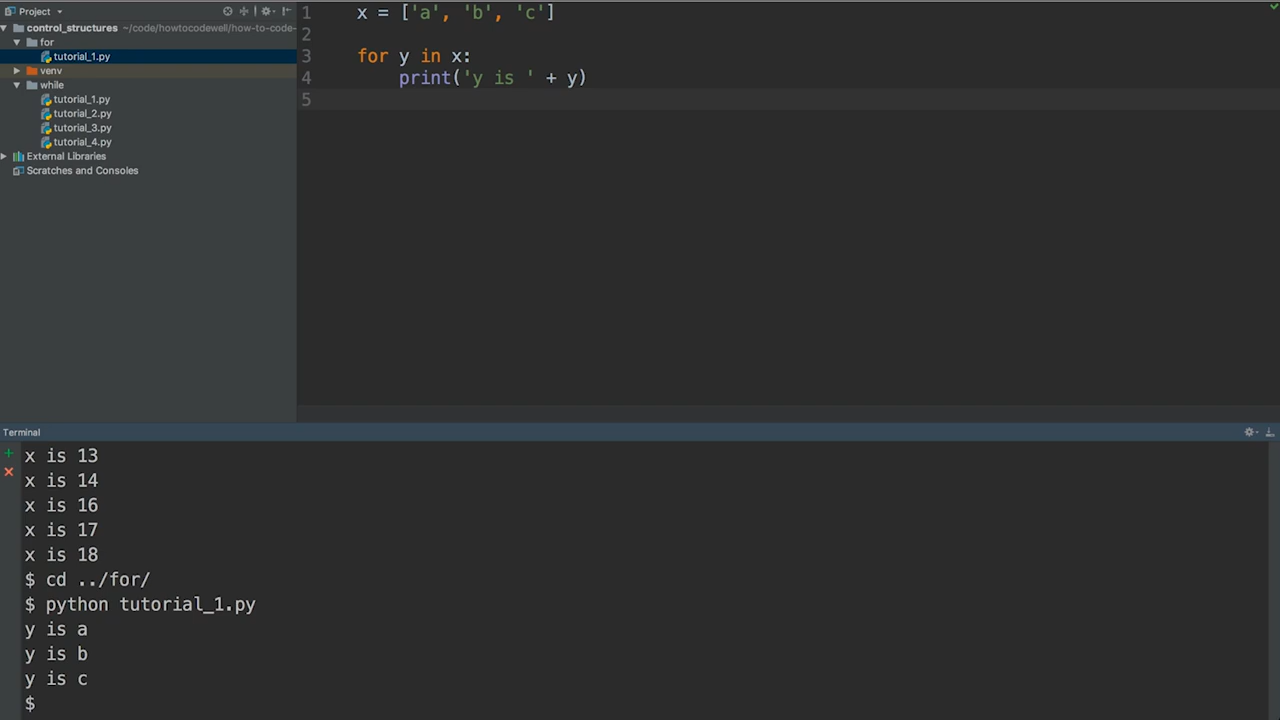 Project
control_structures ~/code/howtocodewell/how-to-code-
for
tutorial_1.py
venv
while
tutorial_1.py
tutorial_2.py
tutorial_3.py
tutorial_4.py
External Libraries
Scratches and Consoles
1 x = ['a', 'b', 'c']
2
3 for y in x:
4 print('y is ' + y)
5
Terminal
x is 13
x is 14
x is 16
x is 17
x is 18
$ cd ../for/
$ python tutorial_1.py
y is a
y is b
y is c
$